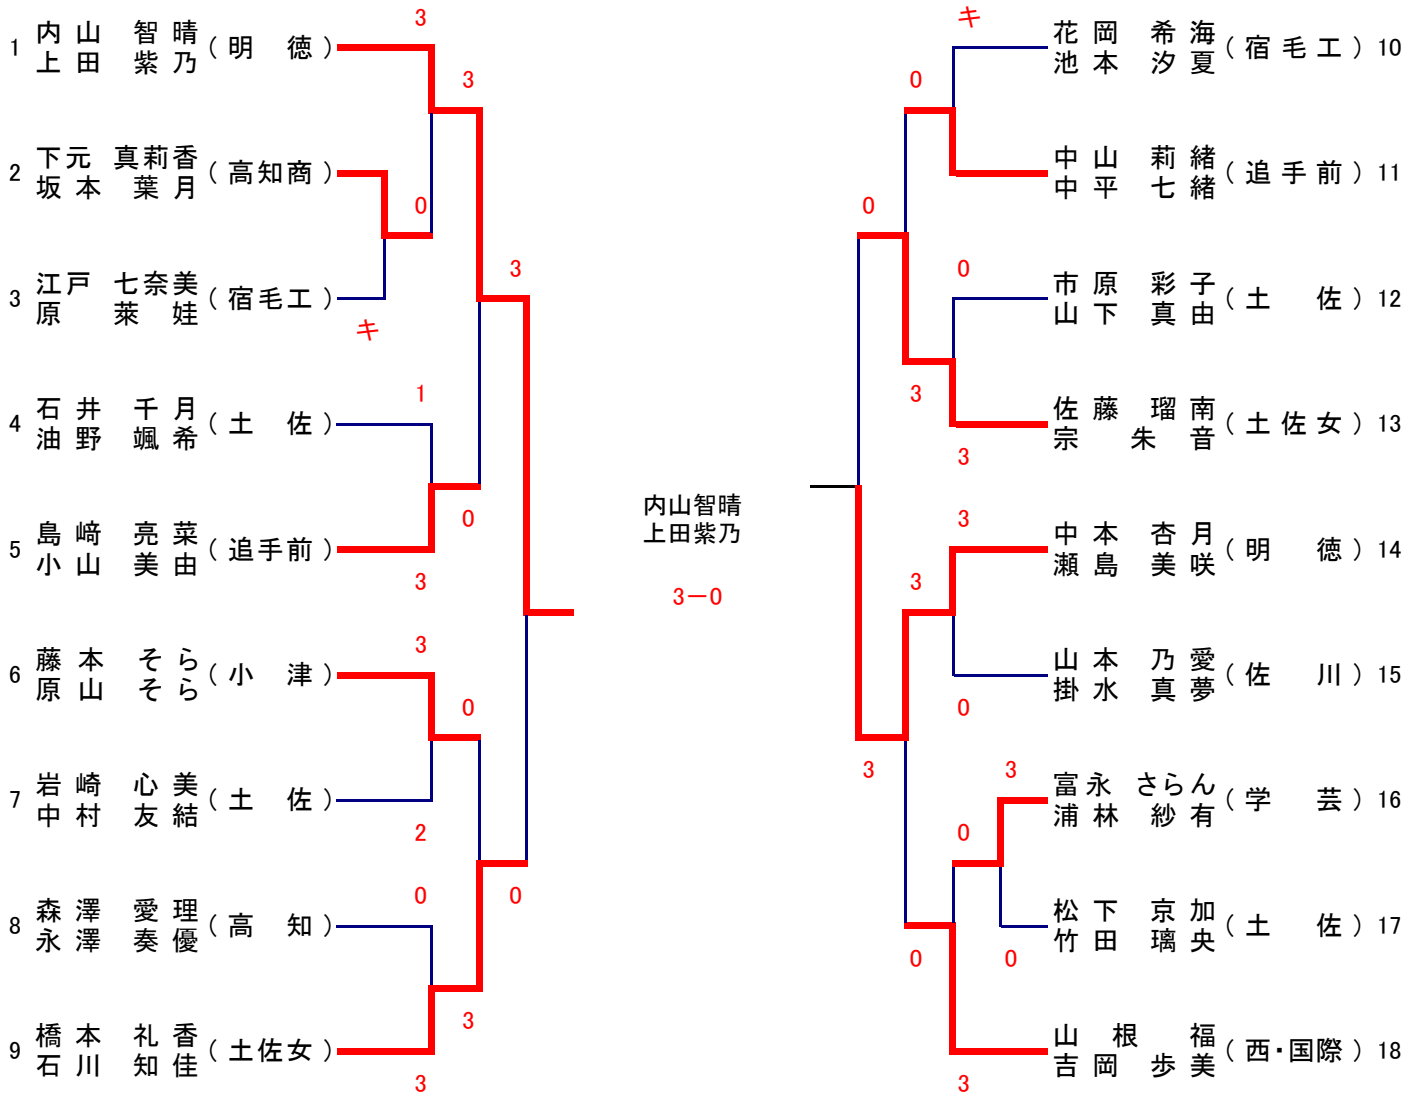 3
1 内山 智晴
上田 紫乃 (明 徳)
3
2 下元 真莉香
坂本 葉月 (高知商)
0
3 江戸 七奈美
原 萊娃 (宿毛工)
3
キ
1
4 石井 千月
油野 颯希 (土 佐)
0
5 島﨑 亮菜
小山 美由 (追手前)
3
3
6 藤本 そら
原山 そら (小 津)
0
7 岩崎 心美
中村 友結 (土 佐)
2
0
0
8 森澤 愛理
永澤 奏優 (高 知)
3
9 橋本 礼香
石川 知佳 (土佐女)
3
内山智晴
上田紫乃
3－0
キ
花岡 希海
池本 汐夏 (宿毛工) 10
0
中山 莉緒
中平 七緒 (追手前) 11
0
0
市原 彩子
山下 真由 (土 佐) 12
3
佐藤 瑠南
宗 朱音 (土佐女) 13
3
3
中本 杏月
瀬島 美咲 (明 徳) 14
3
山本 乃愛
掛水 真夢 (佐 川) 15
0
3
3
富永 さらん
浦林 紗有 (学 芸) 16
0
松下 京加
竹田 璃央 (土 佐) 17
0
0
山根 福
吉岡 歩美 (西・国際) 18
3